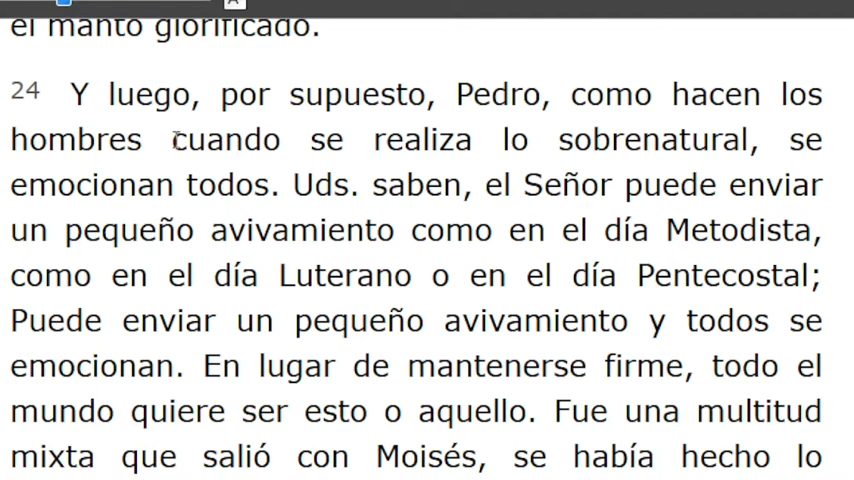 el manto glorificado.
24 Y luego, por supuesto, Pedro, como hacen los
hombres cuando se realiza lo sobrenatural, se
emocionan todos. Uds. saben, el Señor puede enviar
un pequeño avivamiento como en el día Metodista,
como en el día Luterano o en el día Pentecostal;
Puede enviar un pequeño avivamiento y todos se
emocionan. En lugar de mantenerse firme, todo el
mundo quiere ser esto o aquello. Fue una multitud
mixta que salió con Moisés, se había hecho lo